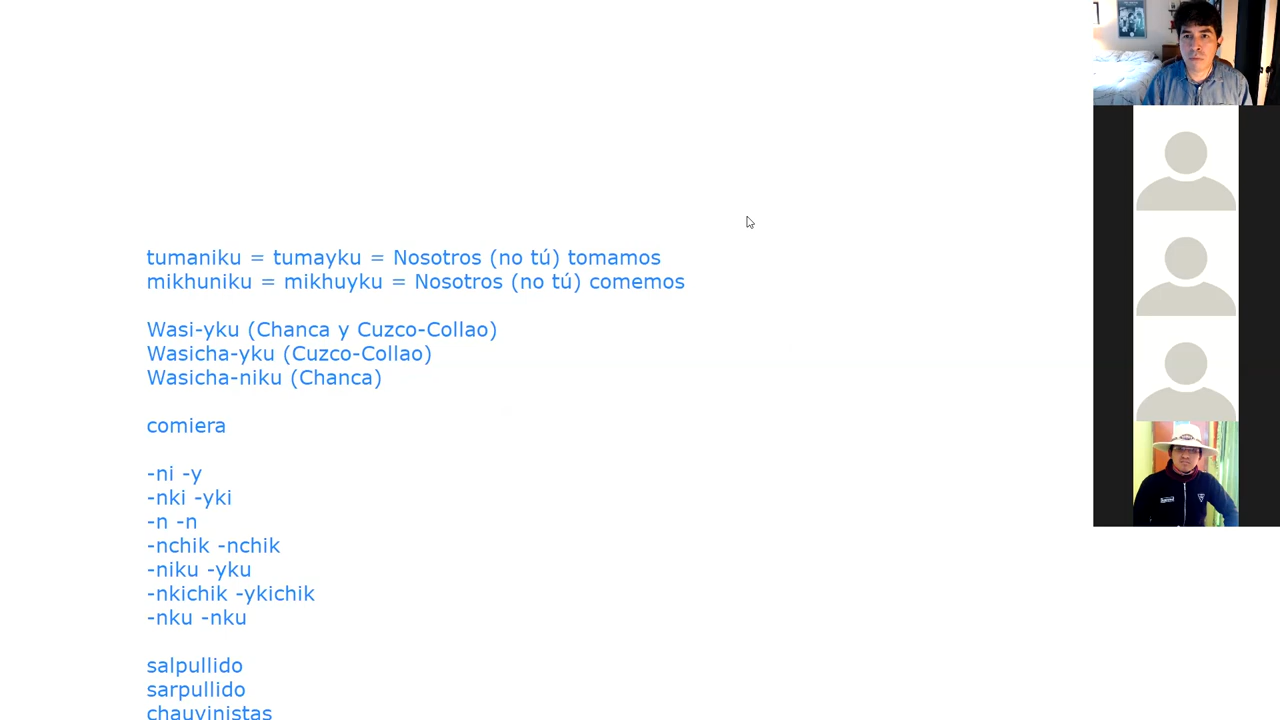 tumaniku = tumayku = Nosotros (no tú) tomamos
mikhuniku = mikhuyku = Nosotros (no tú) comemos
Wasi-yku (Chanca y Cuzco-Collao)
Wasicha-yku (Cuzco-Collao)
Wasicha-niku (Chanca)
comiera
-ni -y
-nki -yki
-n -n
-nchik -nchik
-niku -yku
-nkichik -ykichik
-nku -nku
salpullido
sarpullido
chauvinistas